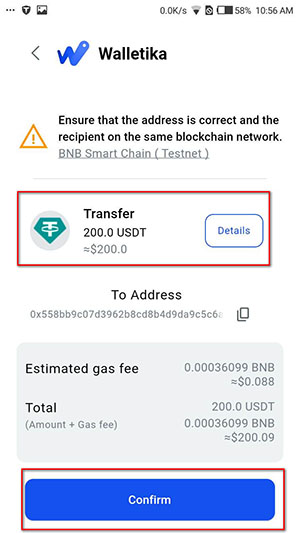 0.0K/s 58% 10:56 AM
Walletika
Ensure that the address is correct and the
recipient on the same blockchain network.
BNB Smart Chain ( Testnet )
Transfer
200.0 USDT
≈$200.0
Details
To Address
0x558bb9c07d3962b8cd8b4d9da9c5c6a
Estimated gas fee 0.00036099 BNB
≈$0.088
Total 200.0 USDT
(Amount + Gas fee) 0.00036099 BNB
≈$200.09
Confirm